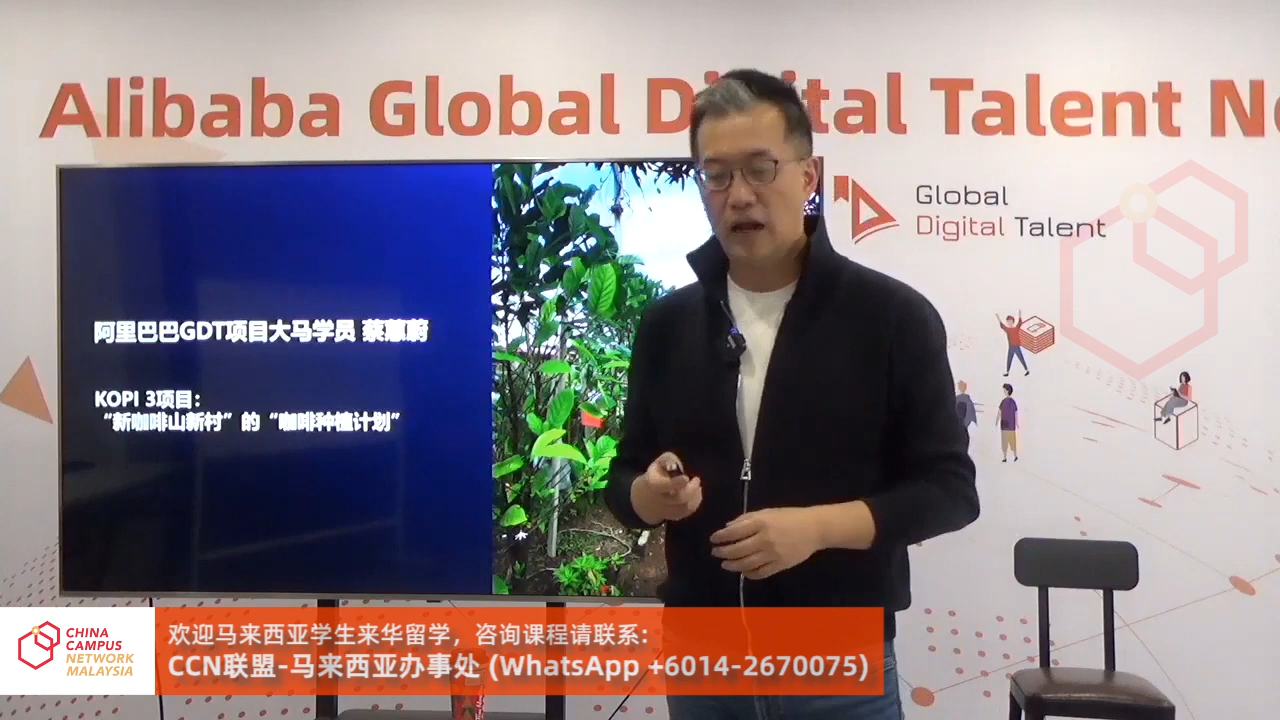 Alibaba Global Digital Talent N
Global
Digital Talent
阿里巴巴GDT项目大马学员 蔡蕙蔚
KOPI 3项目：
“新咖啡山新村”的“咖啡种植计划”
CHINA
CAMPUS
NETWORK
MALAYSIA
欢迎马来西亚学生来华留学，咨询课程请联系：
CCN联盟-马来西亚办事处 (WhatsApp +6014-2670075)